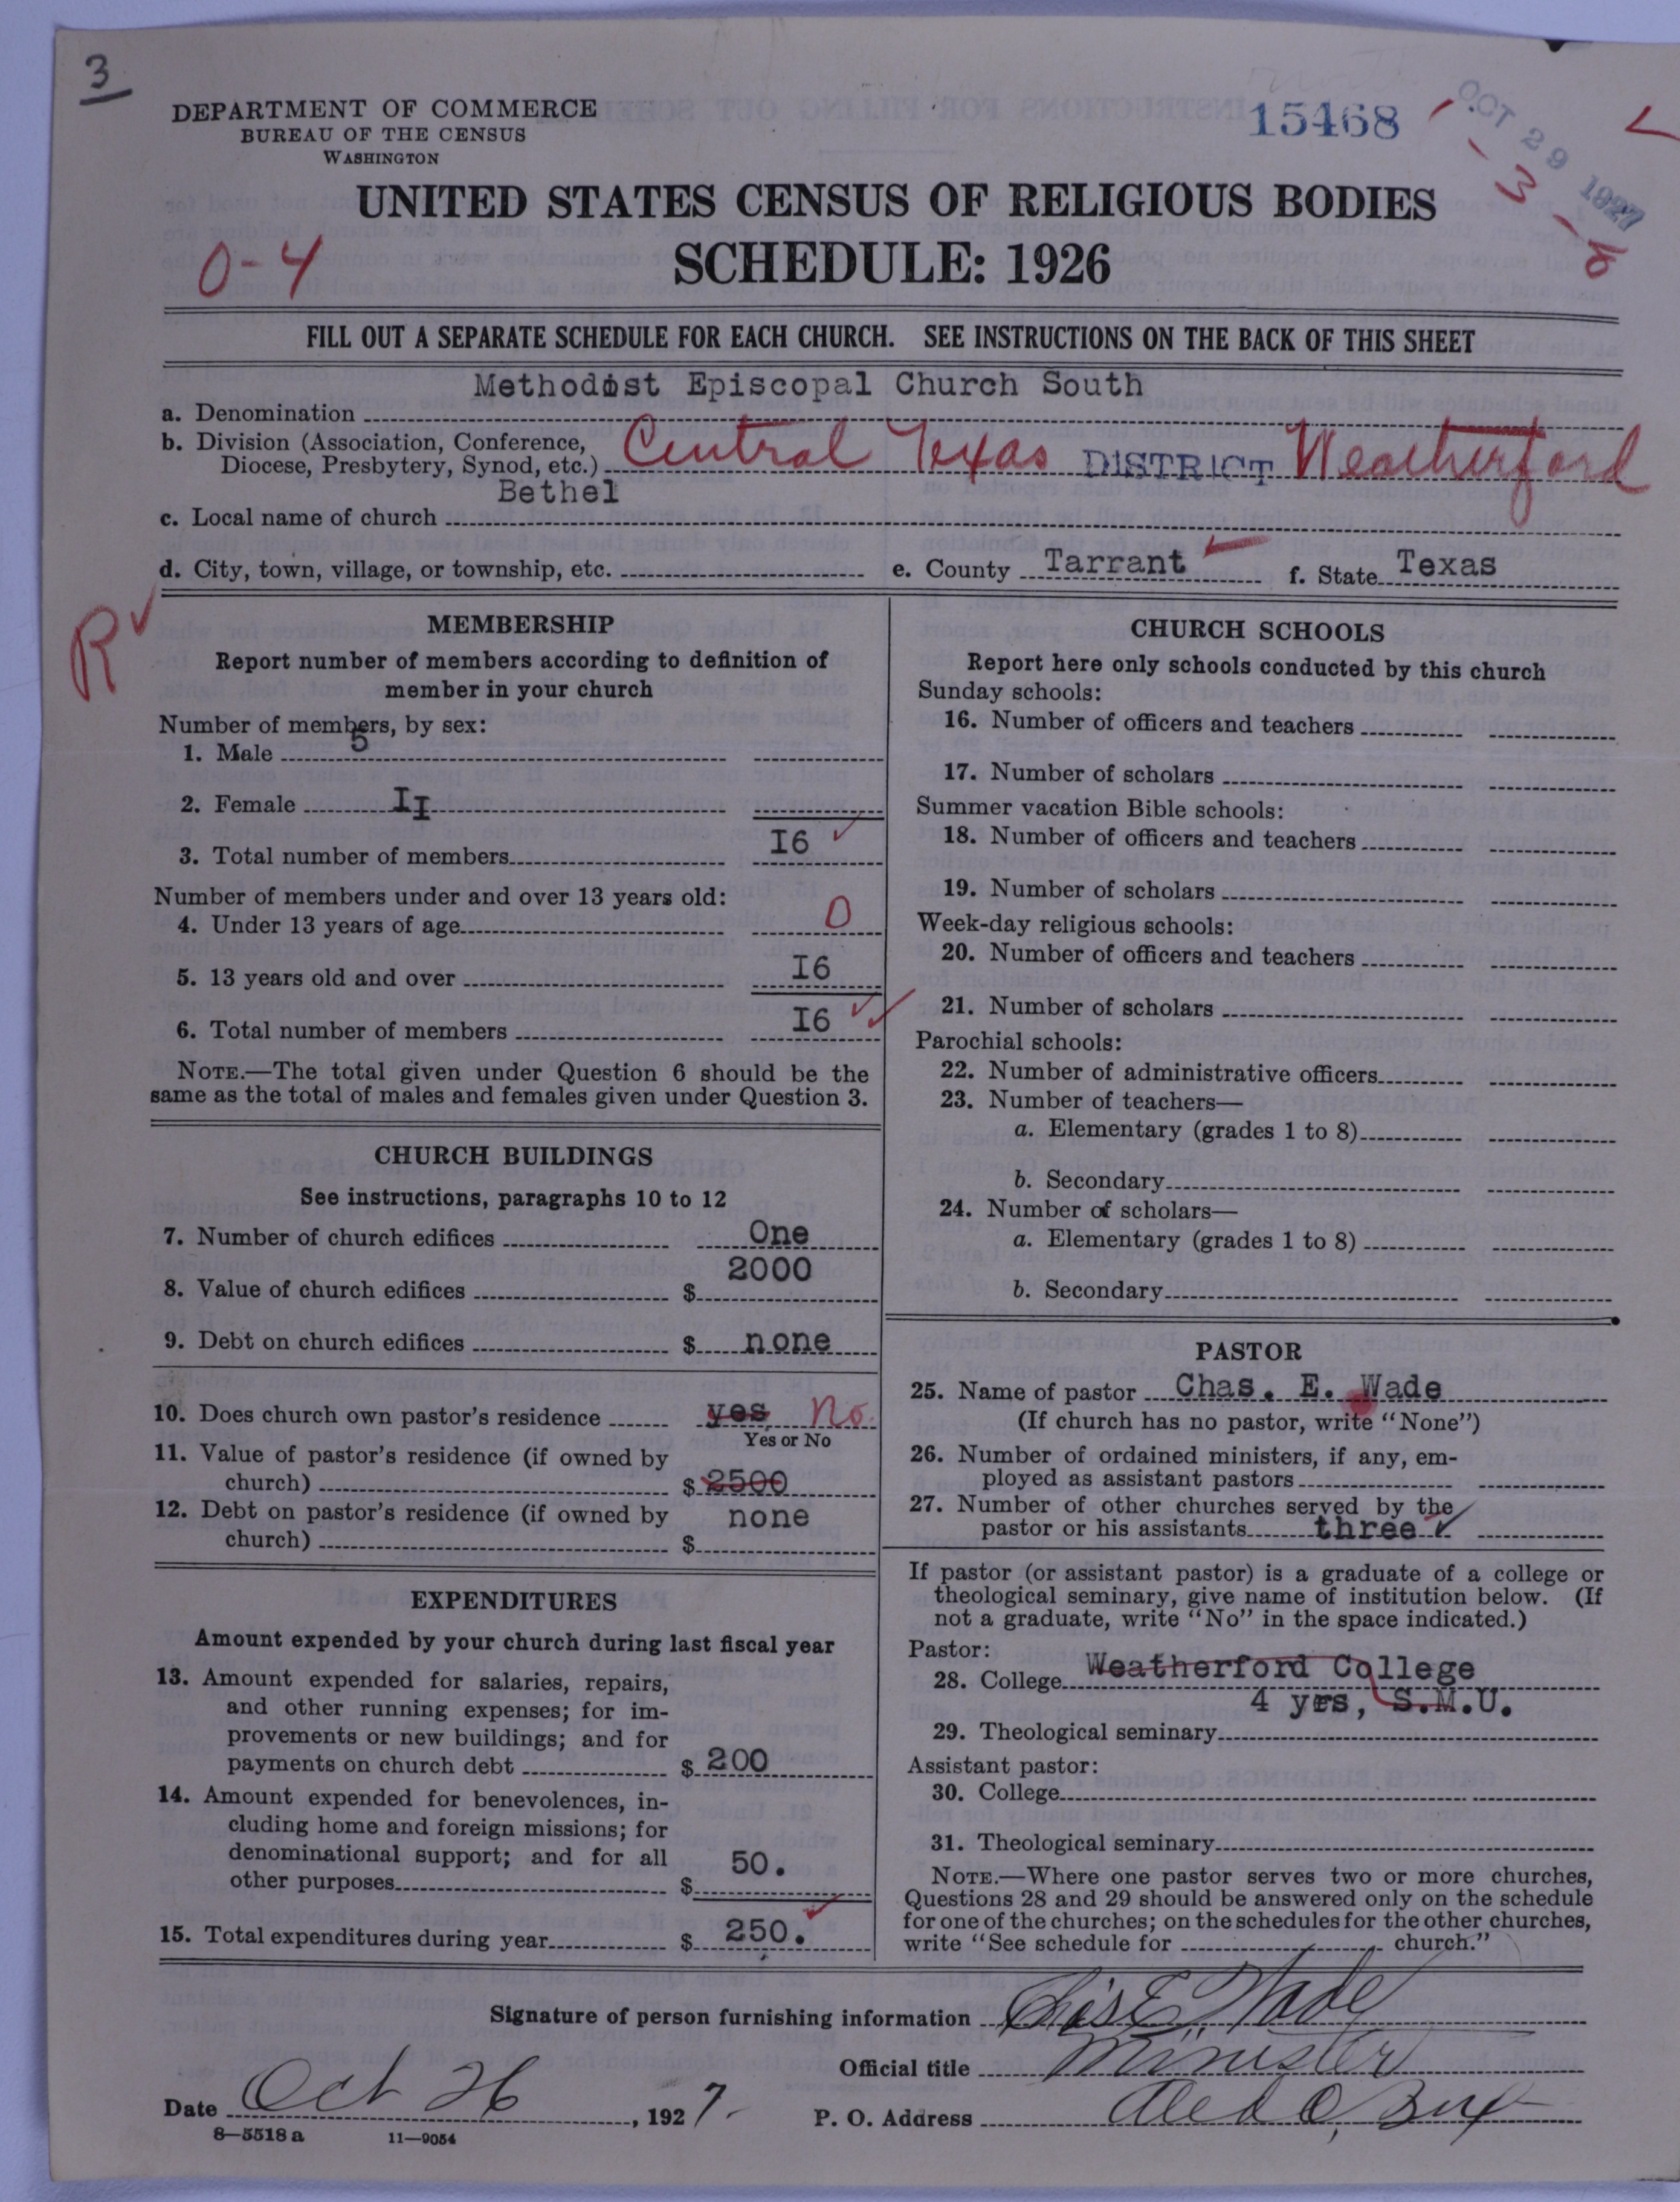 3
DEPARTMENT OF COMMERCE
BUREAU OF THE CENSUS
WASHINGTON
15468
OCT 29 1927
UNITED STATES CENSUS OF RELIGIOUS BODIES
0-4
SCHEDULE: 1926
FILL OUT A SEPARATE SCHEDULE FOR EACH CHURCH. SEE INSTRUCTIONS ON THE BACK OF THIS SHEET
a. Denomination Methodist Episcopal Church South
b. Division (Association, Conference,
Diocese, Presbytery, Synod, etc.) Central Texas DISTRICT Weatherford
c. Local name of church Bethel
d. City, town, village, or township, etc. e. County Tarrant f. State Texas
R
MEMBERSHIP
Report number of members according to definition of
member in your church
Number of members, by sex:
1. Male 5
2. Female II
3. Total number of members I6
Number of members under and over 13 years old:
4. Under 13 years of age 0
5. 13 years old and over I6
6. Total number of members I6
NOTE.—The total given under Question 6 should be the
same as the total of males and females given under Question 3.
CHURCH BUILDINGS
See instructions, paragraphs 10 to 12
7. Number of church edifices One
8. Value of church edifices $ 2000
9. Debt on church edifices $ none
10. Does church own pastor's residence yes No.
Yes or No
11. Value of pastor's residence (if owned by
church) $ 2500
12. Debt on pastor's residence (if owned by
church) $ none
EXPENDITURES
Amount expended by your church during last fiscal year
13. Amount expended for salaries, repairs,
and other running expenses; for im-
provements or new buildings; and for
payments on church debt $ 200
14. Amount expended for benevolences, in-
cluding home and foreign missions; for
denominational support; and for all
other purposes $ 50.
15. Total expenditures during year $ 250.
CHURCH SCHOOLS
Report here only schools conducted by this church
Sunday schools:
16. Number of officers and teachers
17. Number of scholars
Summer vacation Bible schools:
18. Number of officers and teachers
19. Number of scholars
Week-day religious schools:
20. Number of officers and teachers
21. Number of scholars
Parochial schools:
22. Number of administrative officers
23. Number of teachers—
a. Elementary (grades 1 to 8)
b. Secondary
24. Number of scholars—
a. Elementary (grades 1 to 8)
b. Secondary
PASTOR
25. Name of pastor Chas. E. Wade
(If church has no pastor, write "None")
26. Number of ordained ministers, if any, em-
ployed as assistant pastors
27. Number of other churches served by the
pastor or his assistants three
If pastor (or assistant pastor) is a graduate of a college or
theological seminary, give name of institution below. (If
not a graduate, write "No" in the space indicated.)
Pastor:
28. College Weatherford College
4 yrs, S.M.U.
29. Theological seminary
Assistant pastor:
30. College
31. Theological seminary
NOTE.—Where one pastor serves two or more churches,
Questions 28 and 29 should be answered only on the schedule
for one of the churches; on the schedules for the other churches,
write "See schedule for church."
Signature of person furnishing information Chas E. Wade
Official title Minister
Date Oct 26, 1927. P. O. Address Aledo,
8—5518 a 11—9054